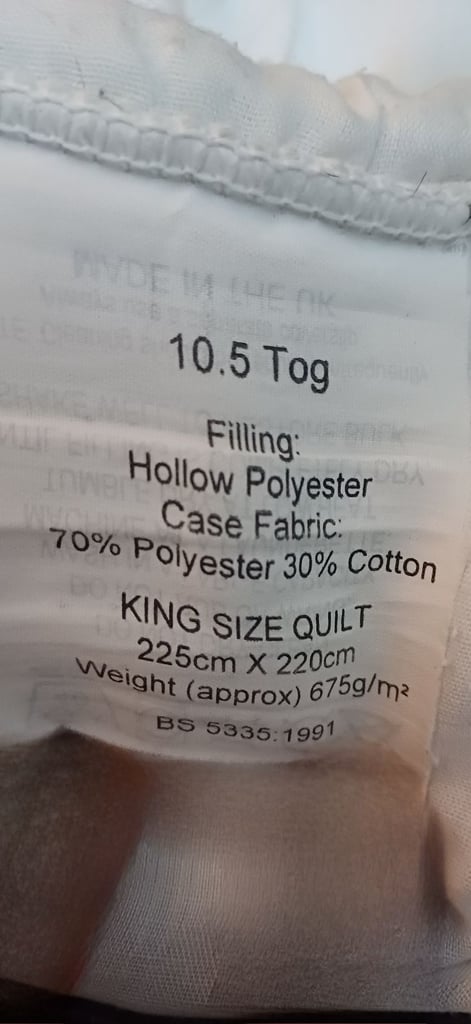 10.5 Tog
Filling:
Hollow Polyester
Case Fabric:
70% Polyester 30% Cotton
KING SIZE QUILT
225cm X 220cm
Weight (approx) 675g/m²
BS 5335:1991